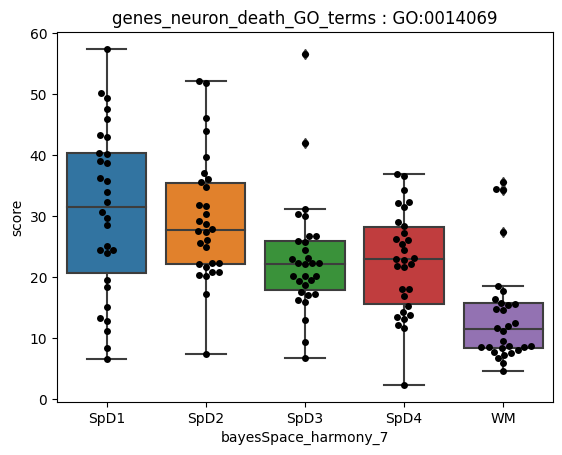 genes_neuron_death_GO_terms : GO:0014069
60
50
40
30
20
10
0
score
SpD1 SpD2 SpD3 SpD4 WM
bayesSpace_harmony_7